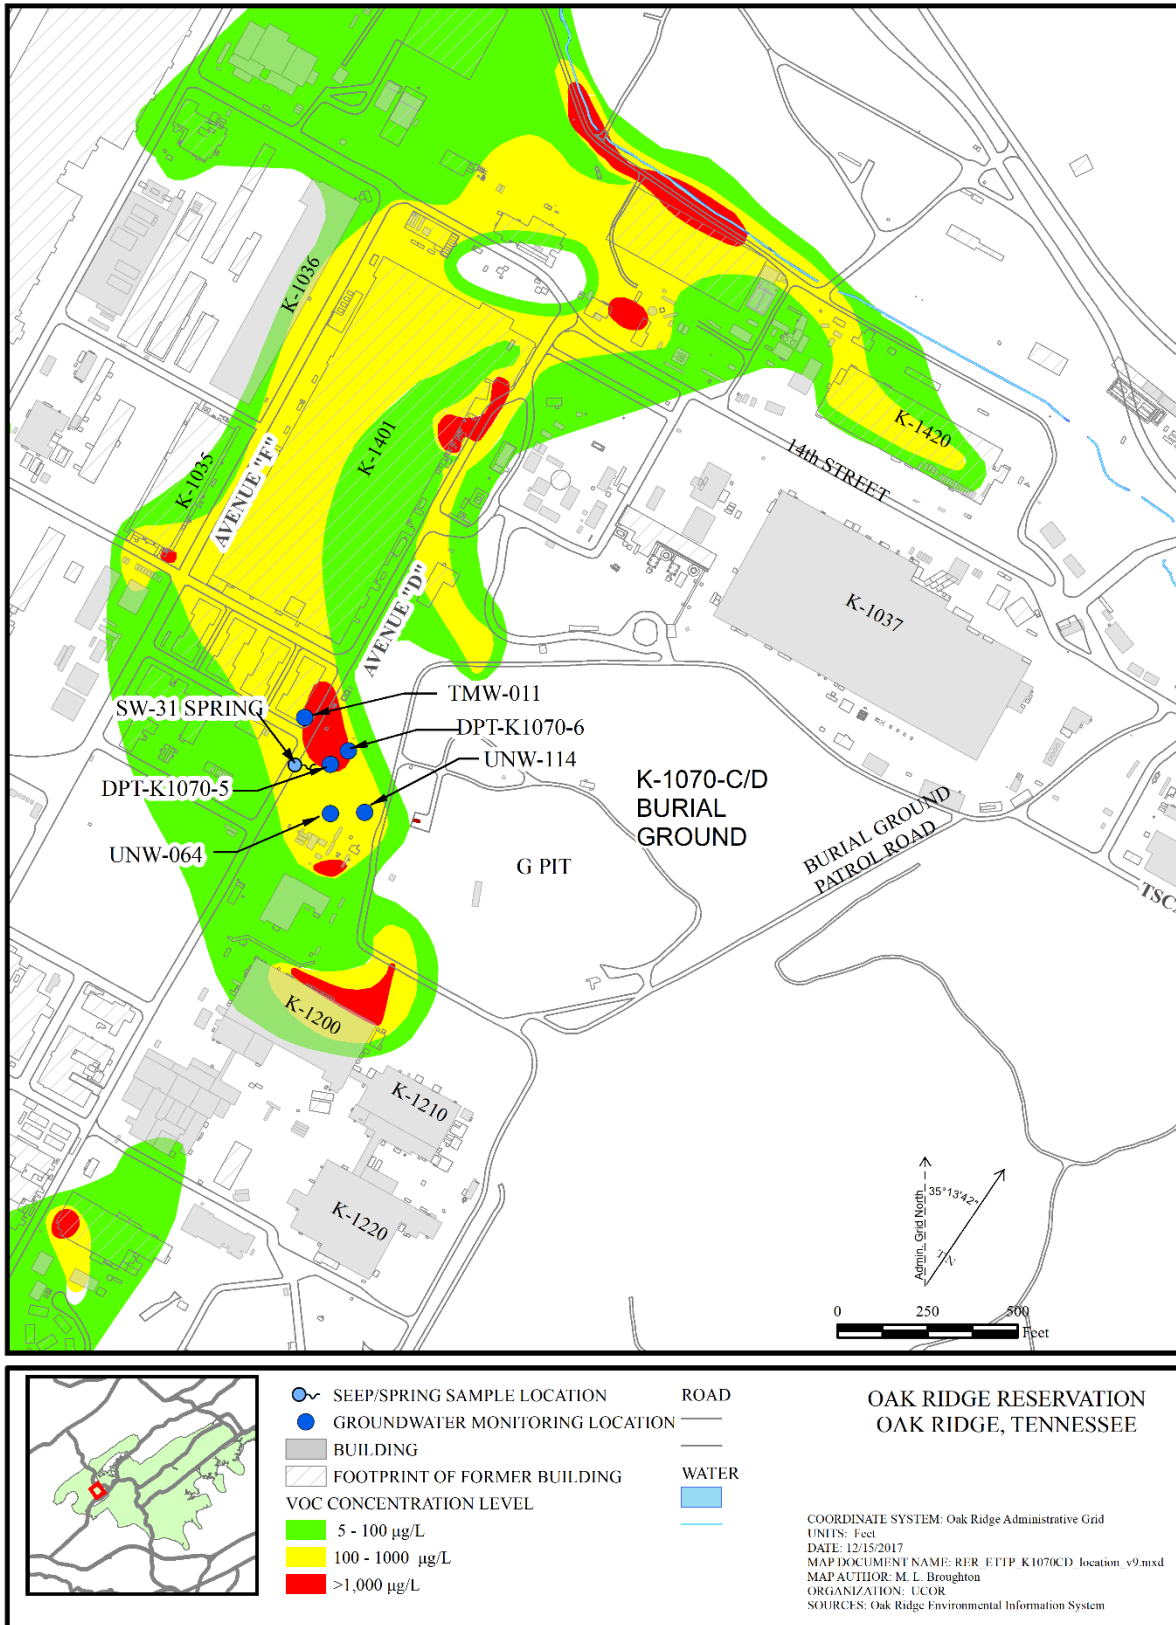 K-1036
K-1035
AVENUE "F"
K-1401
AVENUE "D"
K-1420
14th STREET
K-1037
TMW-011
SW-31 SPRING
DPT-K1070-6
UNW-114
DPT-K1070-5
UNW-064
K-1070-C/D
BURIAL
GROUND
G PIT
BURIAL GROUND
PATROL ROAD
TSCA
K-1200
K-1210
K-1220
Admin. Grid North
35°13'42"
TN
0 250 500
Feet
SEEP/SPRING SAMPLE LOCATION
GROUNDWATER MONITORING LOCATION
BUILDING
FOOTPRINT OF FORMER BUILDING
VOC CONCENTRATION LEVEL
5 - 100 µg/L
100 - 1000 µg/L
>1,000 µg/L
ROAD
WATER
OAK RIDGE RESERVATION
OAK RIDGE, TENNESSEE
COORDINATE SYSTEM: Oak Ridge Administrative Grid
UNITS: Feet
DATE: 12/15/2017
MAP DOCUMENT NAME: RER_ETTP_K1070CD_location_v9.mxd
MAP AUTHOR: M. L. Broughton
ORGANIZATION: UCOR
SOURCES: Oak Ridge Environmental Information System